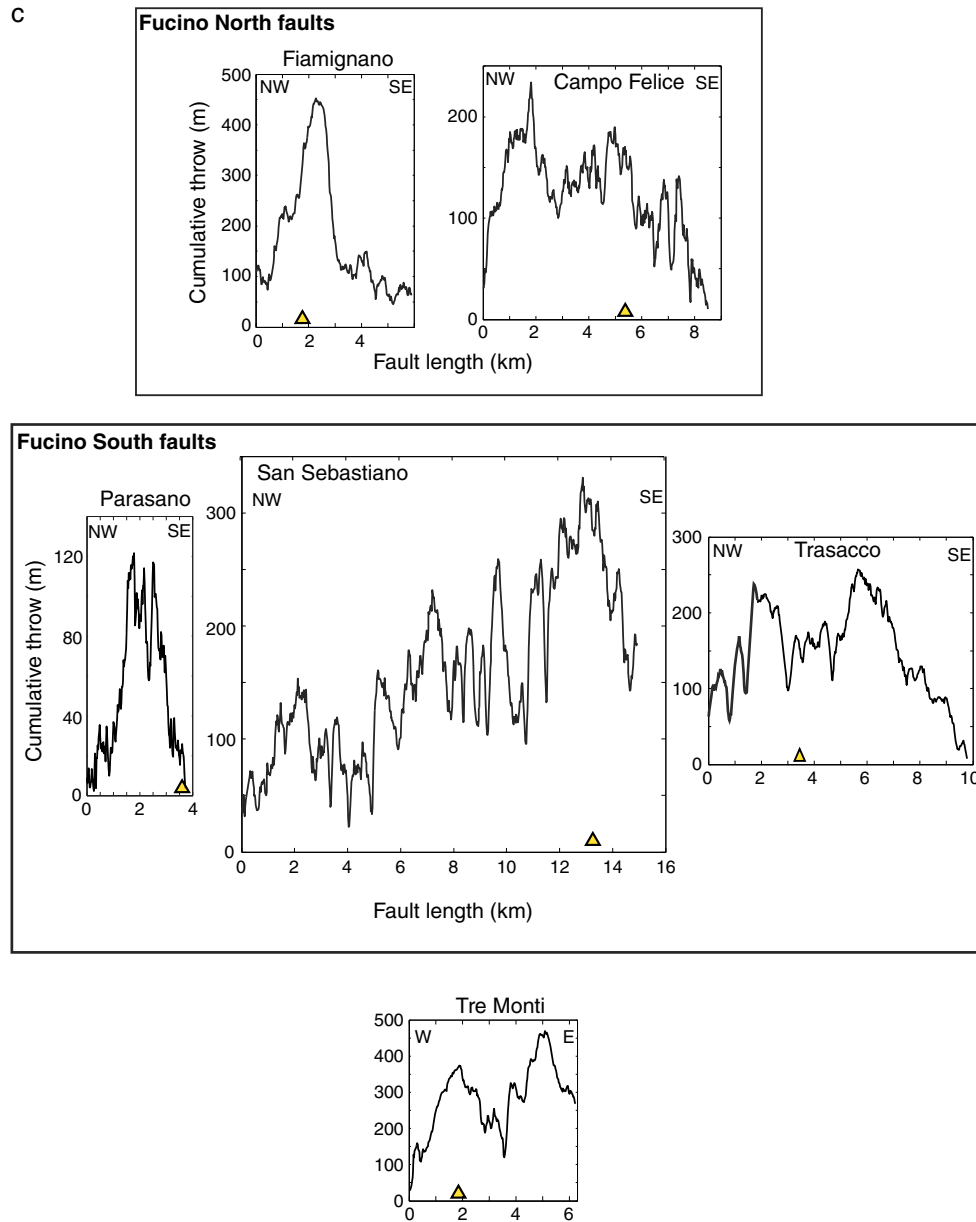 c
Fucino North faults
Fiamignano
NW SE
500
400
300
200
100
0
0 2 4
Cumulative throw (m)
NW Campo Felice SE
200
100
0
0 2 4 6 8
Fault length (km)
Fucino South faults
Parasano
NW SE
120
80
40
0
0 2 4
Cumulative throw (m)
San Sebastiano
NW SE
300
200
100
0
0 2 4 6 8 10 12 14 16
Fault length (km)
NW Trasacco SE
300
200
100
0
0 2 4 6 8 10
Tre Monti
W E
500
400
300
200
100
0
0 2 4 6